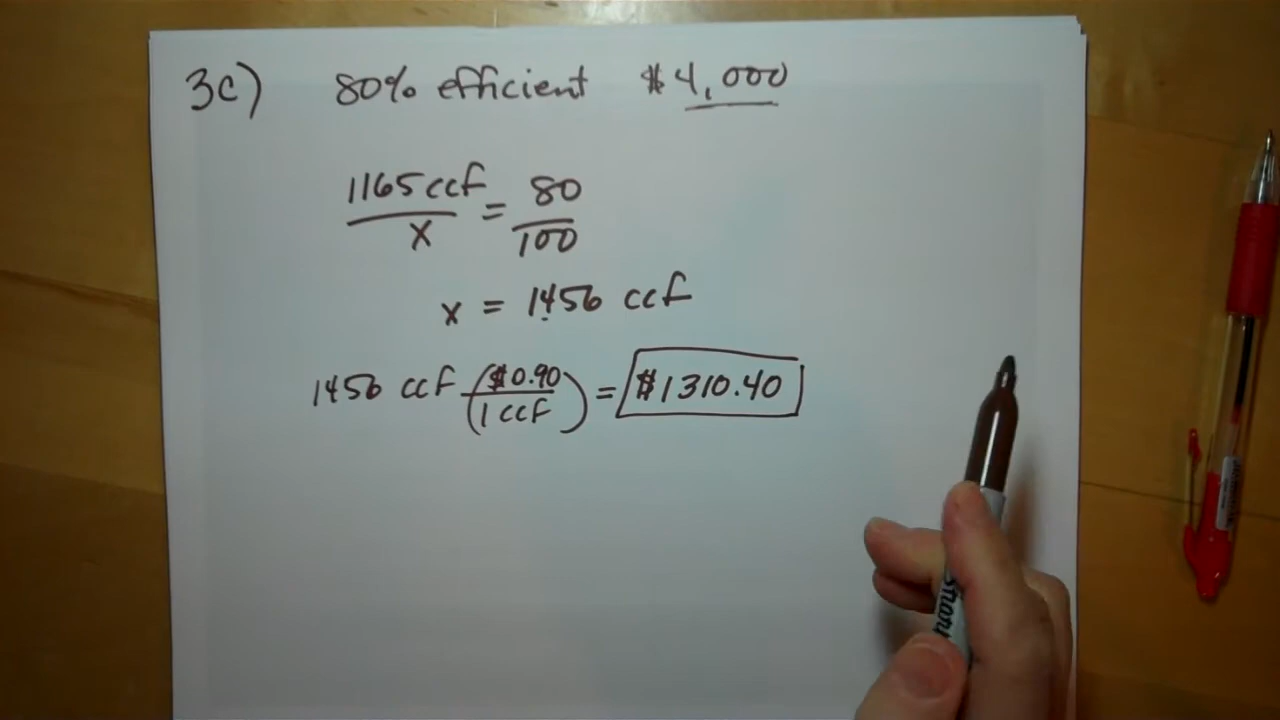 3c) 80% efficient $4,000
1165 ccf / x = 80 / 100
x = 1456 ccf
1456 ccf ($0.90 / 1 ccf) = $1310.40